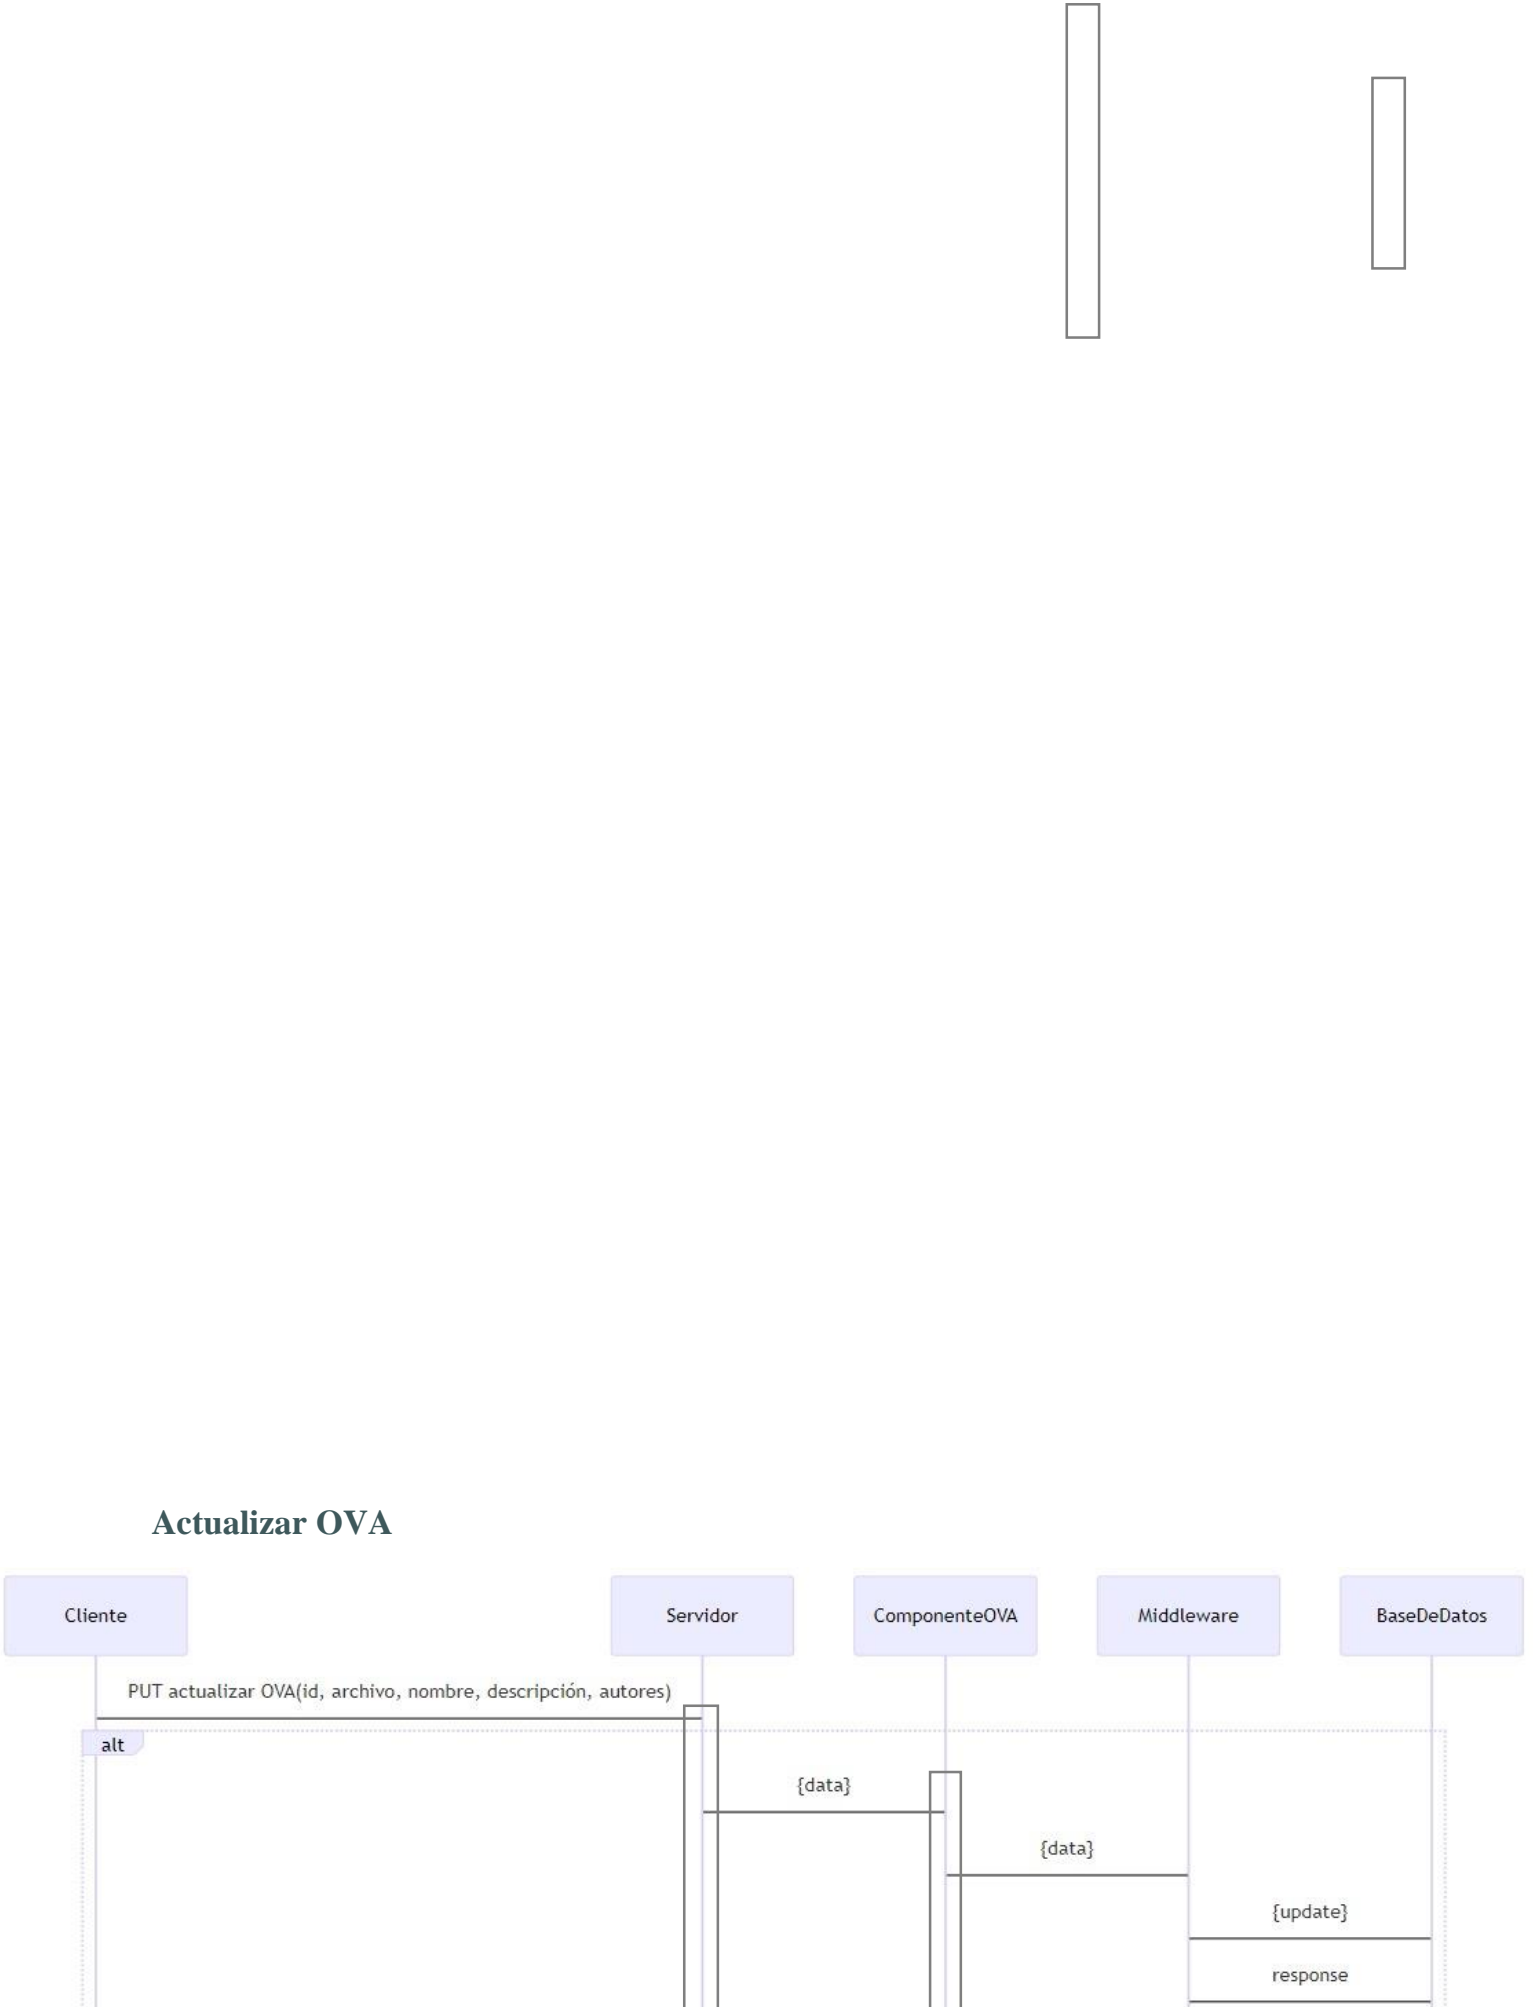 Actualizar OVA
Cliente
Servidor
ComponenteOVA
Middleware
BaseDeDatos
PUT actualizar OVA(id, archivo, nombre, descripción, autores)
alt
{data}
{data}
{update}
response